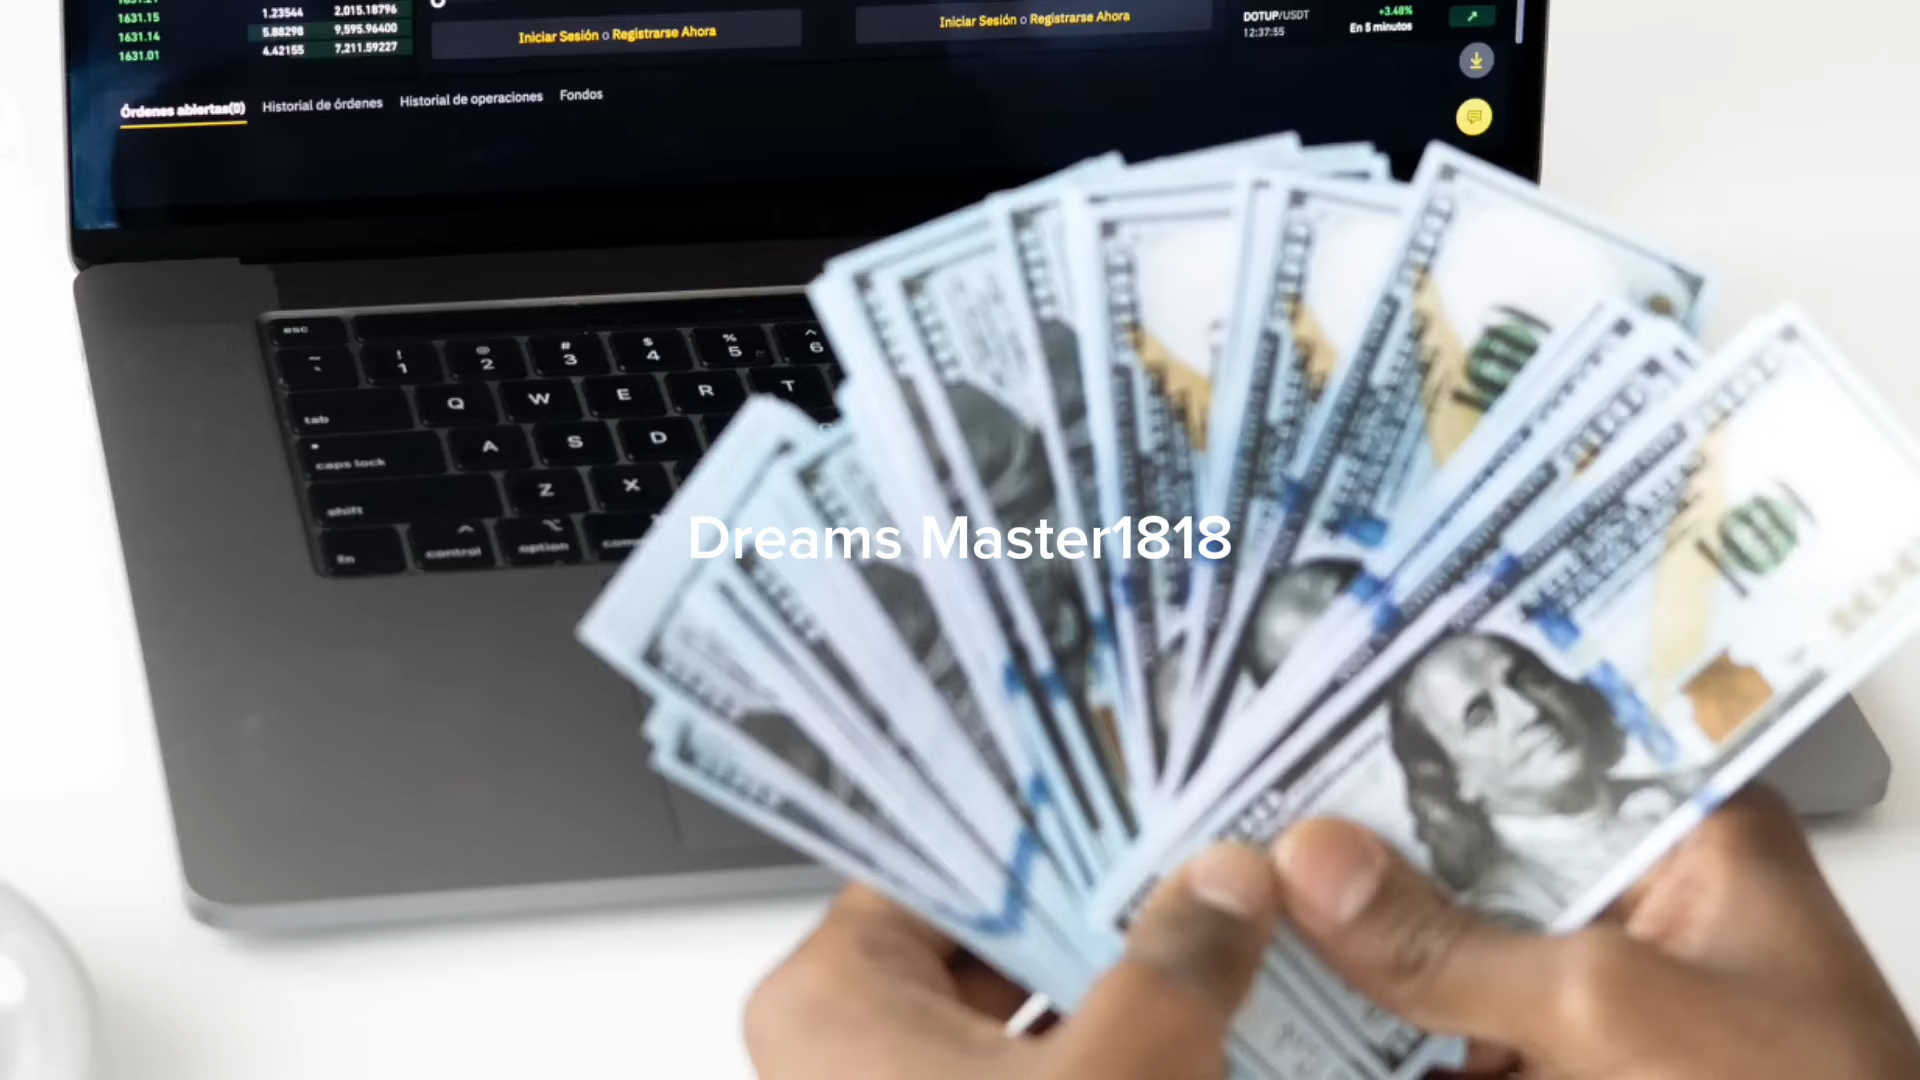 1631.15
1631.14
1631.01
1.23544 2,015.18796
5.88298 9,595.96400
4.42155 7,211.59227
Iniciar Sesión o Registrarse Ahora
Iniciar Sesión o Registrarse Ahora
DOTUP/USDT +3.48%
12:37:55 En 5 minutos
Órdenes abiertas(0) Historial de órdenes Historial de operaciones Fondos
esc
~ ! @ # $ % ^
` 1 2 3 4 5 6
tab Q W E R T
caps lock A S D
shift Z X
fn control option
Dreams Master1818
100
100